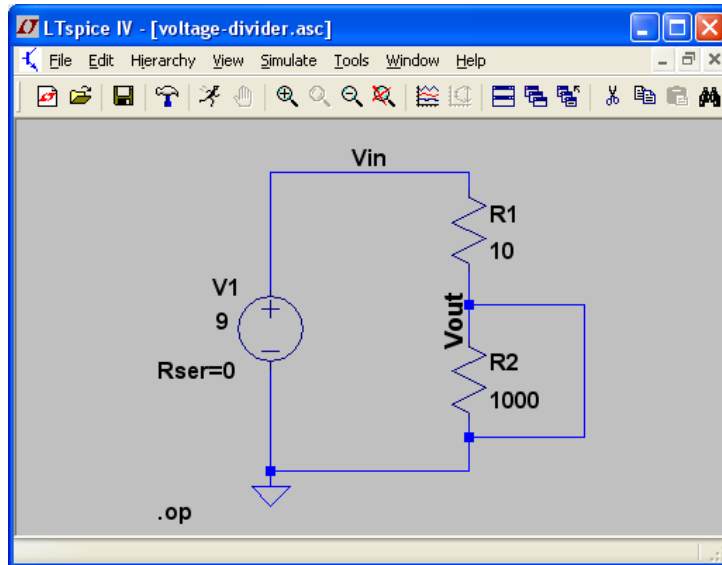 LTspice IV - [voltage-divider.asc]
File Edit Hierarchy View Simulate Tools Window Help
Vin
R1
10
V1
9
Rser=0
Vout
R2
1000
.op